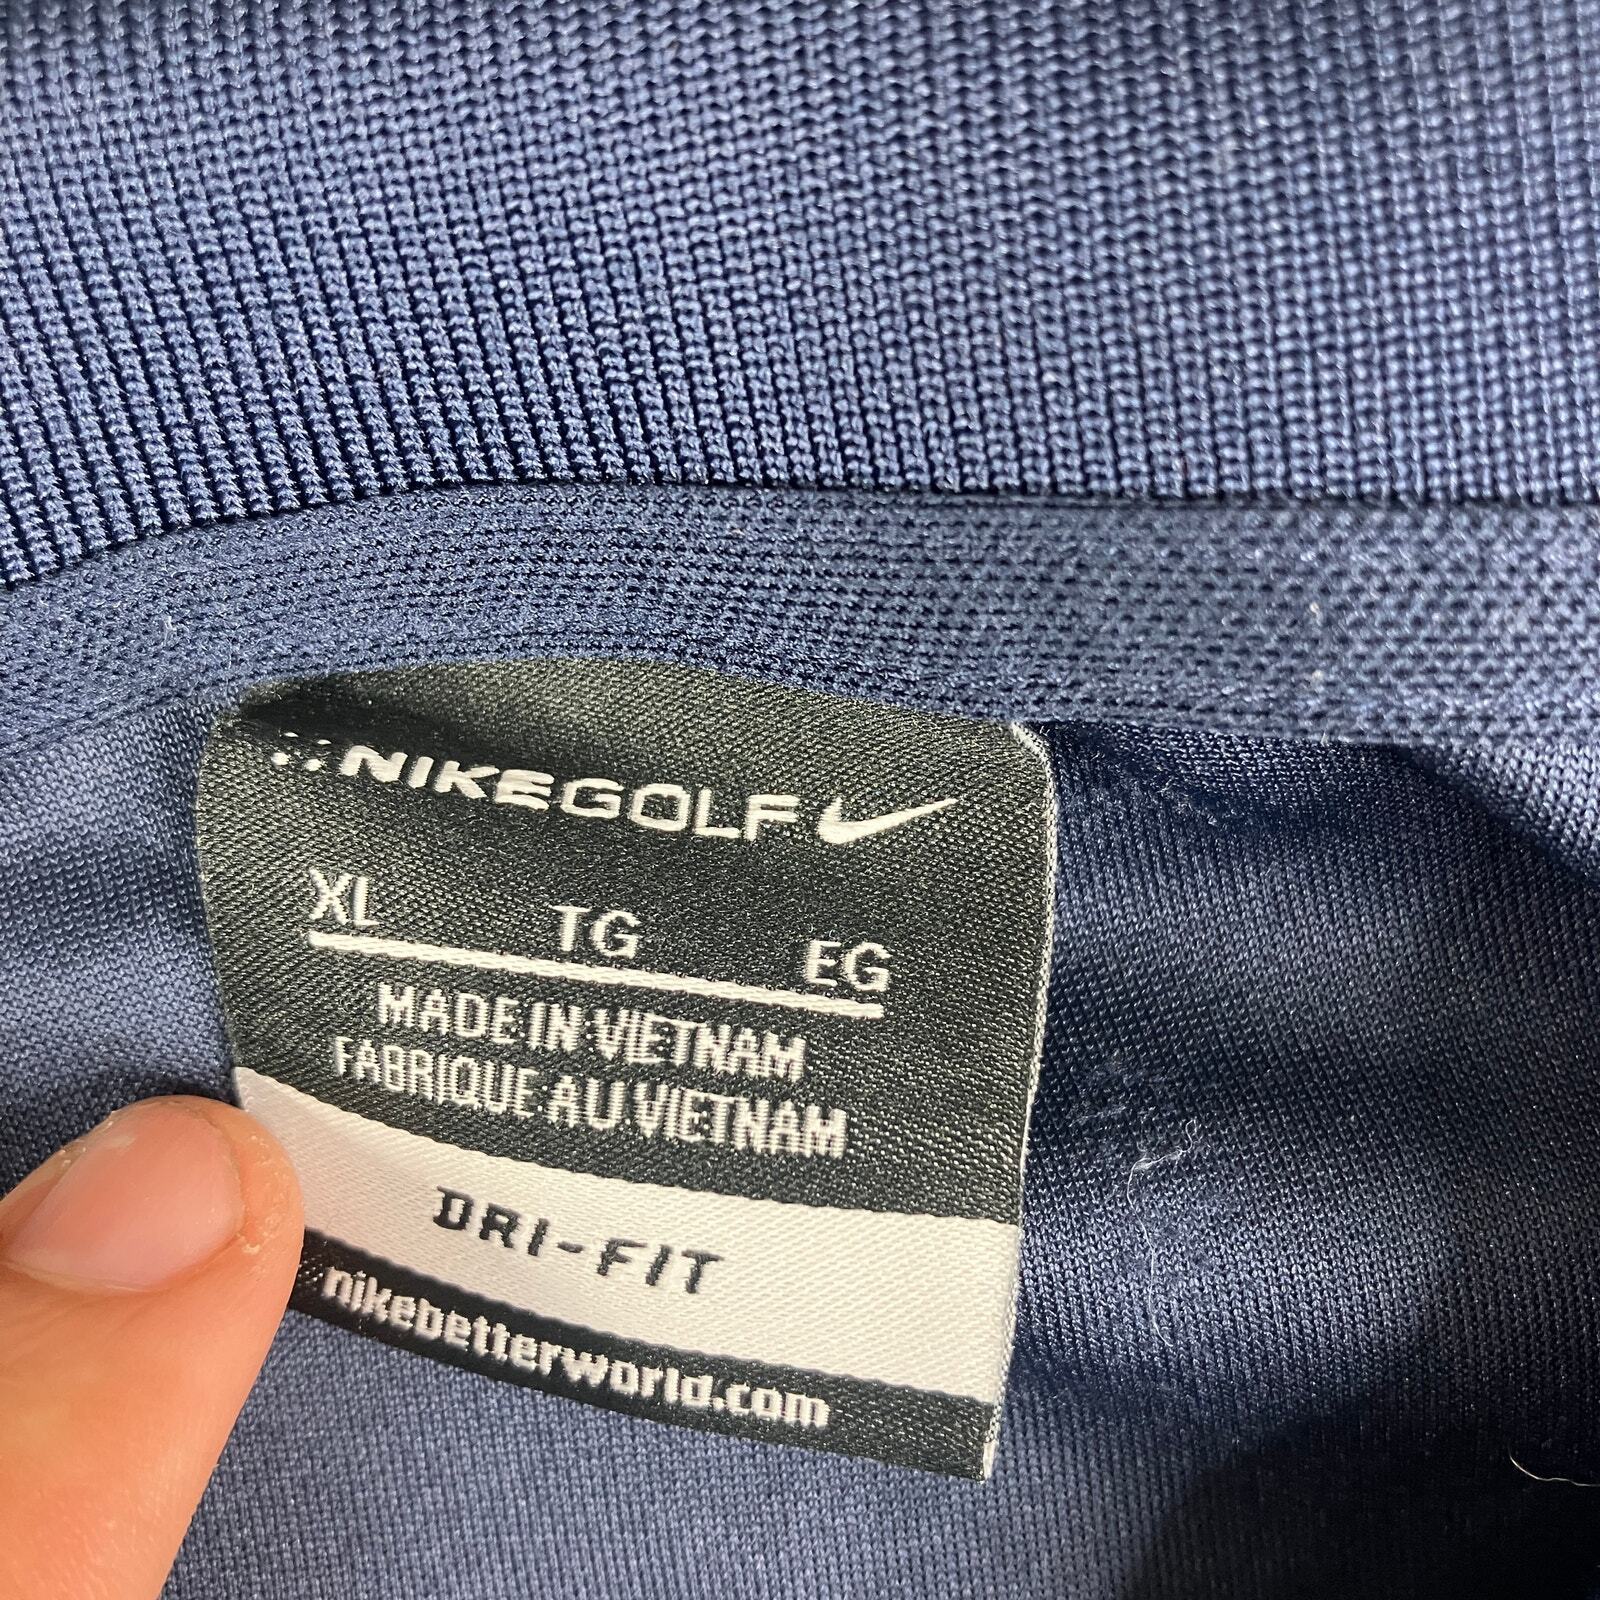 NIKEGOLF
XL TG EG
MADE IN VIETNAM
FABRIQUE AU VIETNAM
DRI-FIT
nikebetterworld.com